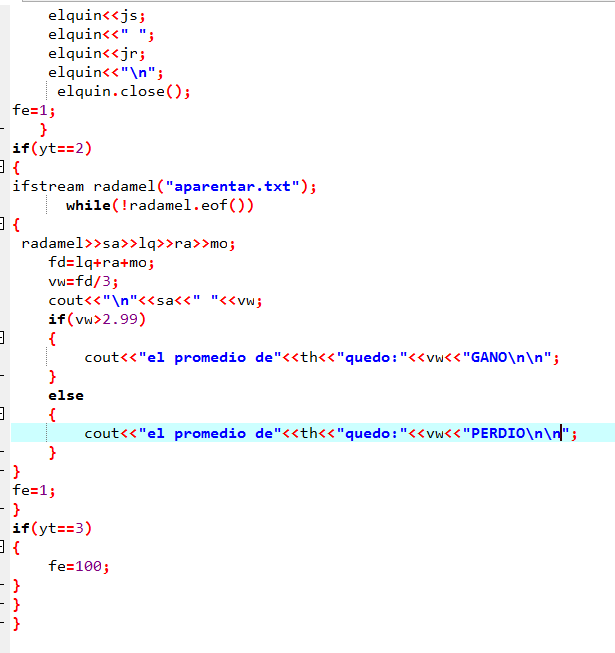 elquin<<js;
elquin<<" ";
elquin<<jr;
elquin<<"\n";
elquin.close();
fe=1;
}
if(yt==2)
{
ifstream radamel("aparentar.txt");
while(!radamel.eof())
{
radamel>>sa>>lq>>ra>>mo;
fd=lq+ra+mo;
vw=fd/3;
cout<<"\n"<<sa<<" "<<vw;
if(vw>2.99)
{
cout<<"el promedio de"<<th<<"quedo:"<<vw<<"GANO\n\n";
}
else
{
cout<<"el promedio de"<<th<<"quedo:"<<vw<<"PERDIO\n\n";
}
}
fe=1;
}
if(yt==3)
{
fe=100;
}
}
}